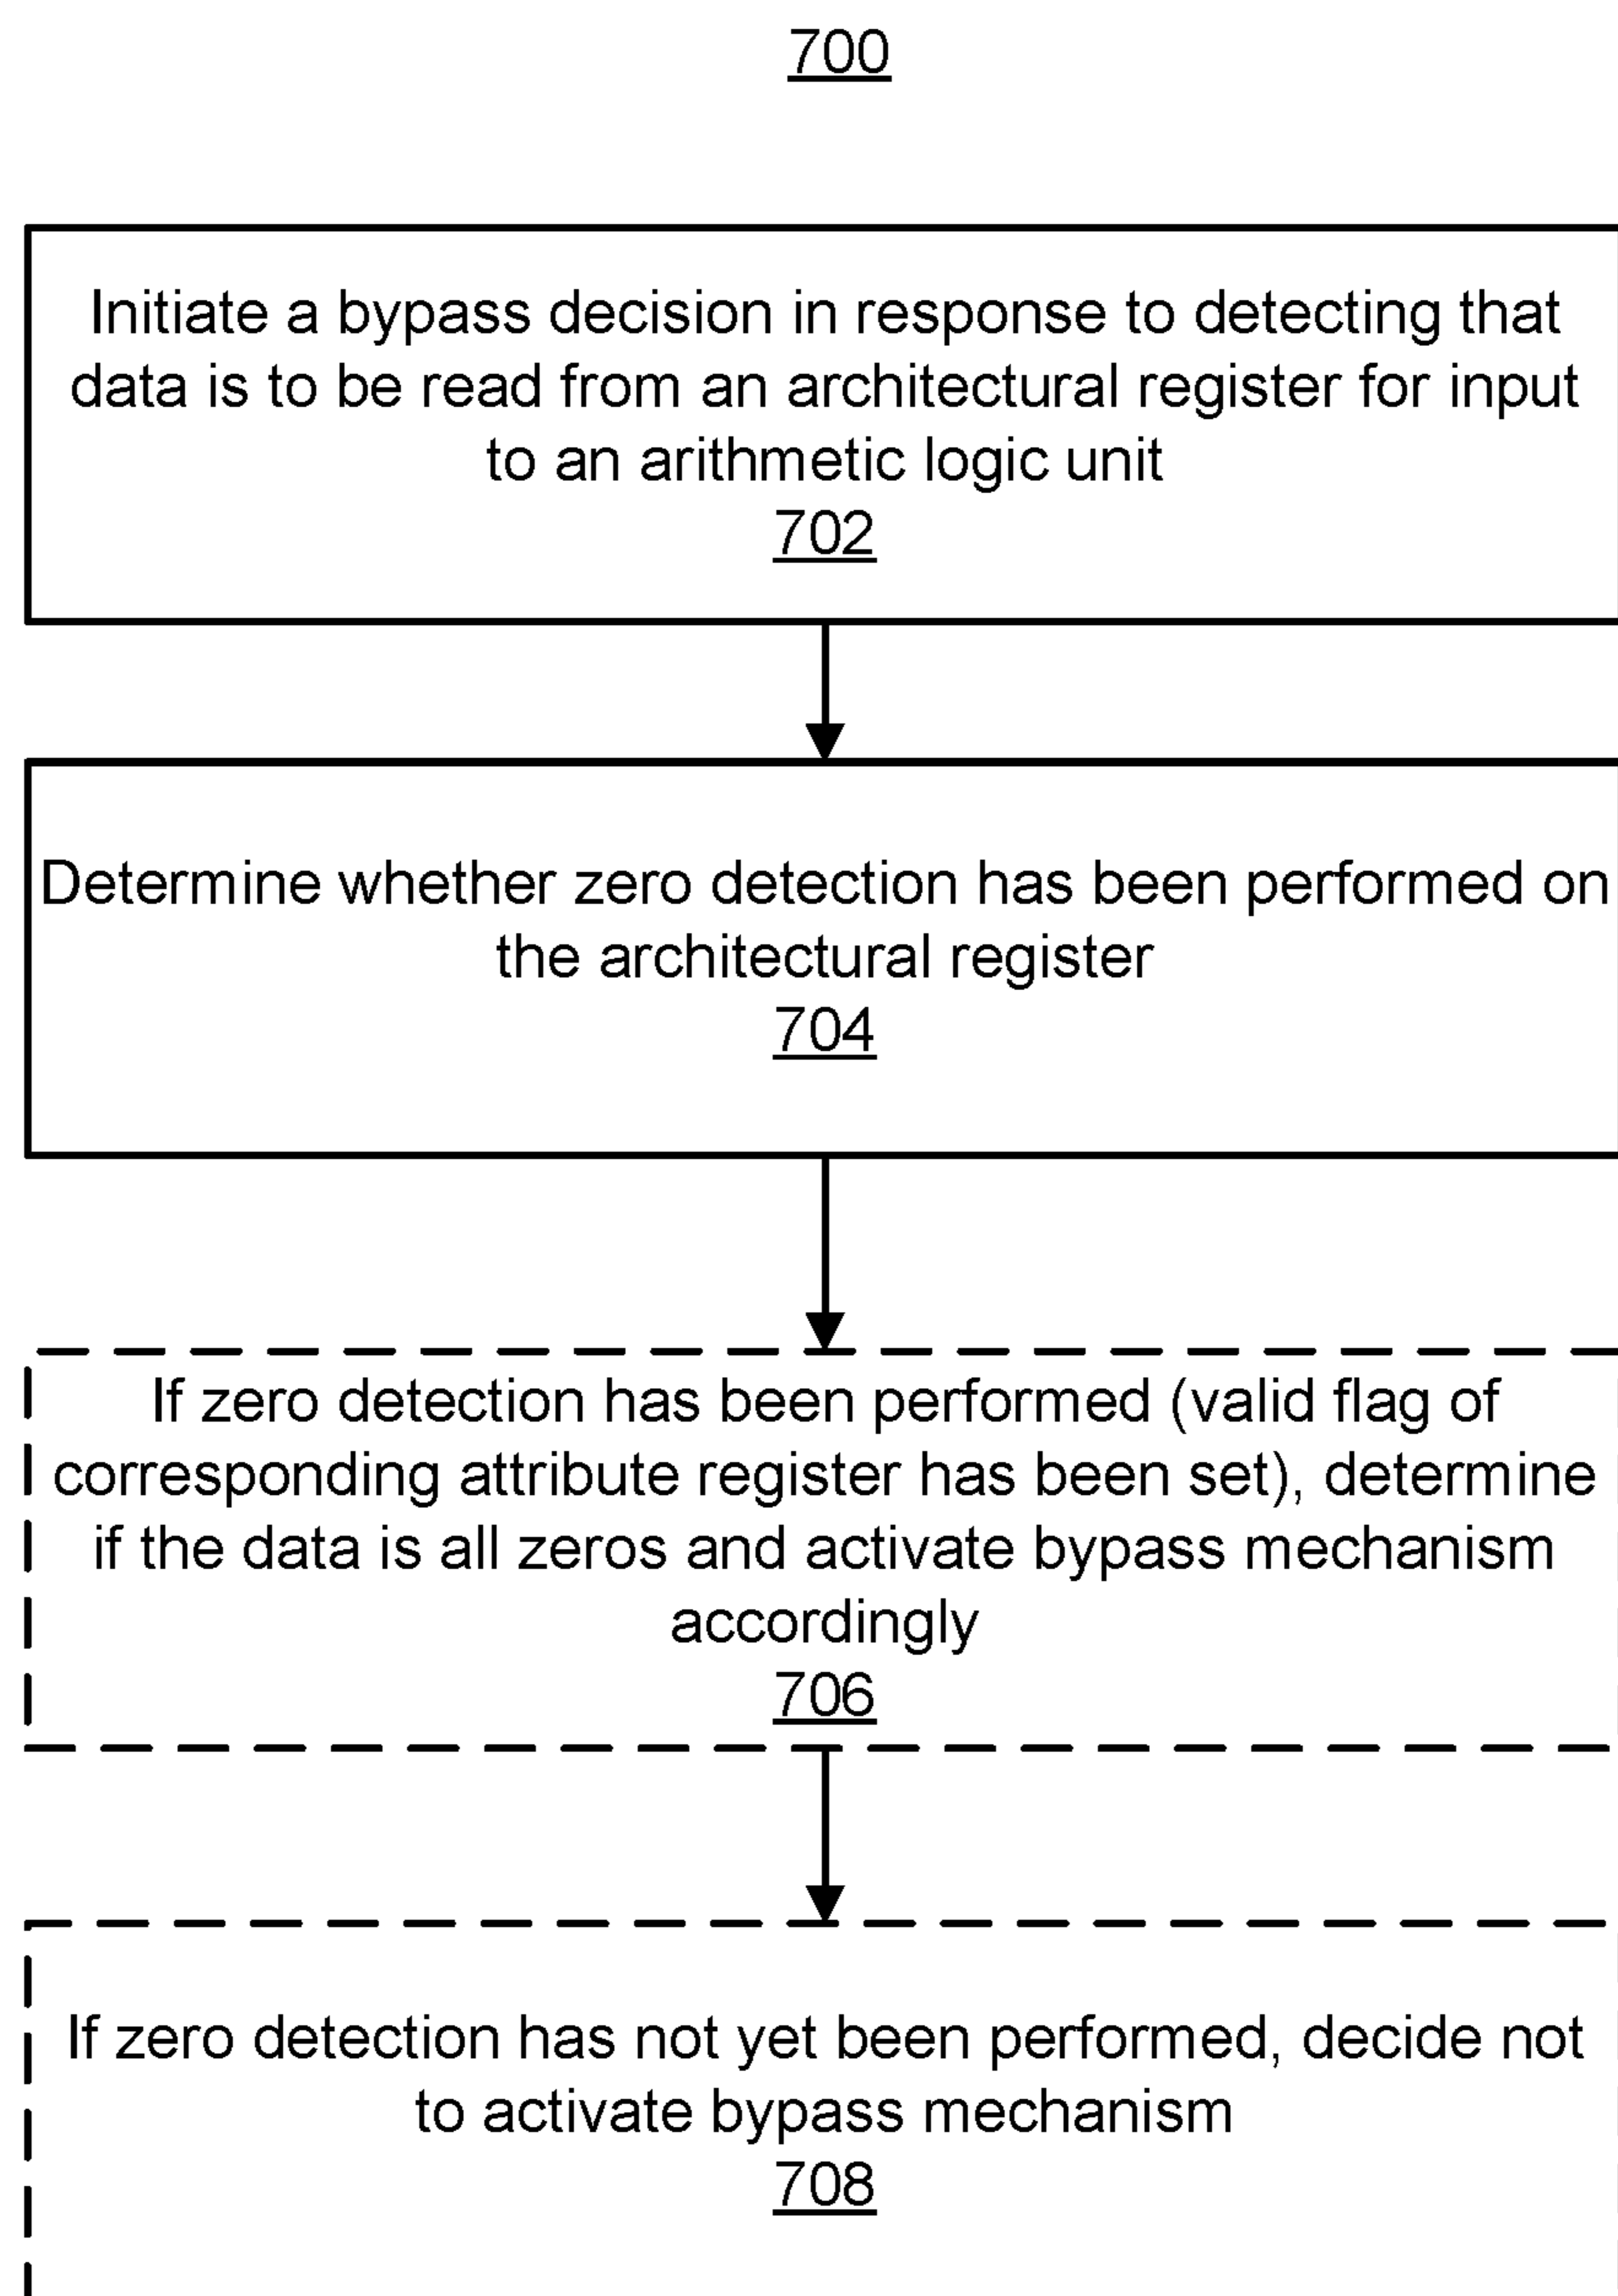 700
Initiate a bypass decision in response to detecting that
data is to be read from an architectural register for input
to an arithmetic logic unit
702
Determine whether zero detection has been performed on
the architectural register
704
If zero detection has been performed (valid flag of
corresponding attribute register has been set), determine
if the data is all zeros and activate bypass mechanism
accordingly
706
If zero detection has not yet been performed, decide not
to activate bypass mechanism
708